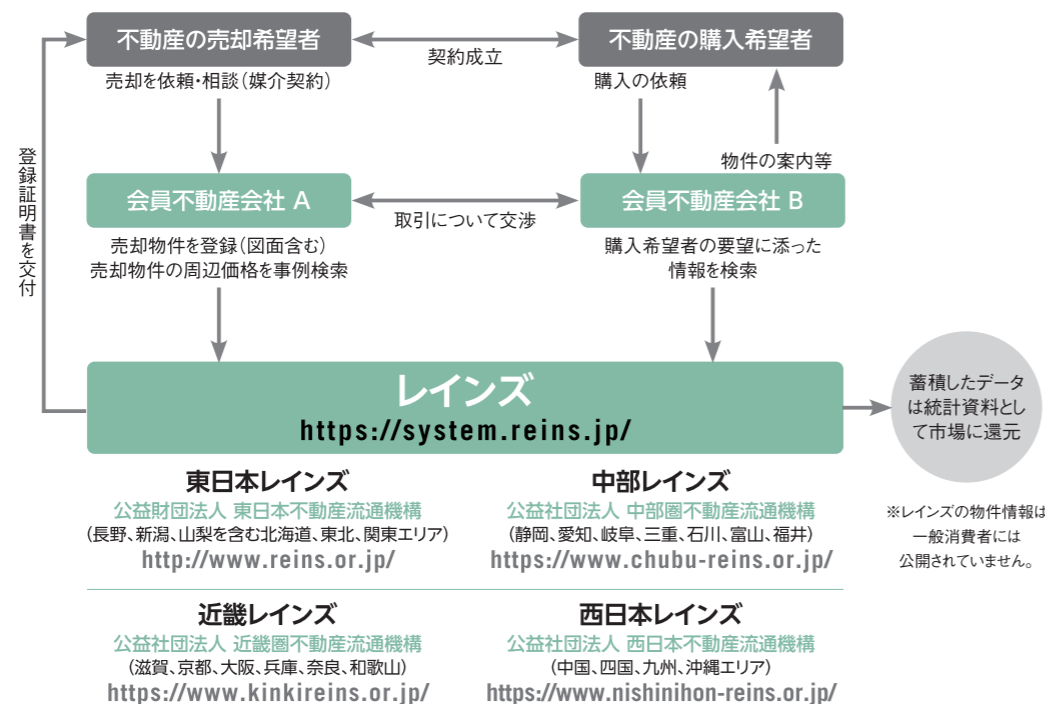 不動産の売却希望者
不動産の購入希望者
契約成立
売却を依頼・相談（媒介契約）
購入の依頼
物件の案内等
登録証明書を交付
会員不動産会社 A
会員不動産会社 B
取引について交渉
売却物件を登録（図面含む）
売却物件の周辺価格を事例検索
購入希望者の要望に添った
情報を検索
レインズ
https://system.reins.jp/
蓄積したデータ
は統計資料とし
て市場に還元
※レインズの物件情報は
一般消費者には
公開されていません。
東日本レインズ
公益財団法人 東日本不動産流通機構
（長野、新潟、山梨を含む北海道、東北、関東エリア）
http://www.reins.or.jp/
中部レインズ
公益社団法人 中部圏不動産流通機構
（静岡、愛知、岐阜、三重、石川、富山、福井）
https://www.chubu-reins.or.jp/
近畿レインズ
公益社団法人 近畿圏不動産流通機構
（滋賀、京都、大阪、兵庫、奈良、和歌山）
https://www.kinkireins.or.jp/
西日本レインズ
公益社団法人 西日本不動産流通機構
（中国、四国、九州、沖縄エリア）
https://www.nishinihon-reins.or.jp/